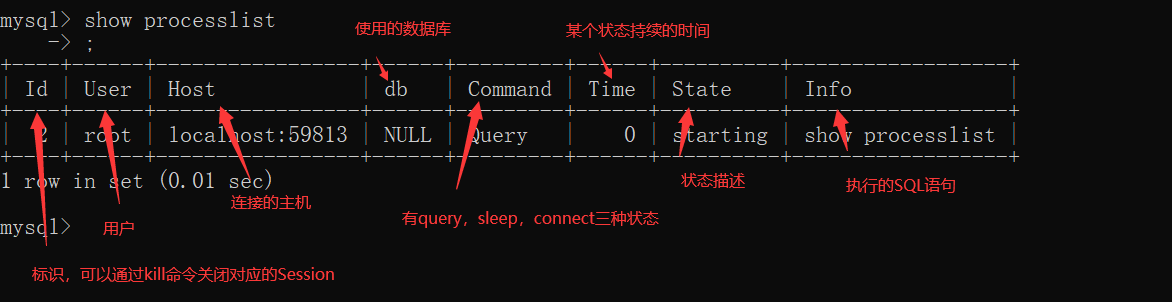 mysql> show processlist
使用的数据库
某个状态持续的时间
-> ;
+----+------+-----------------+------+---------+------+----------+------------------+
| Id | User | Host | db | Command | Time | State | Info |
+----+------+-----------------+------+---------+------+----------+------------------+
| 2 | root | localhost:59813 | NULL | Query | 0 | starting | show processlist |
+----+------+-----------------+------+---------+------+----------+------------------+
1 row in set (0.01 sec)
状态描述
执行的SQL语句
连接的主机
有query，sleep，connect三种状态
mysql>
用户
标识，可以通过kill命令关闭对应的Session